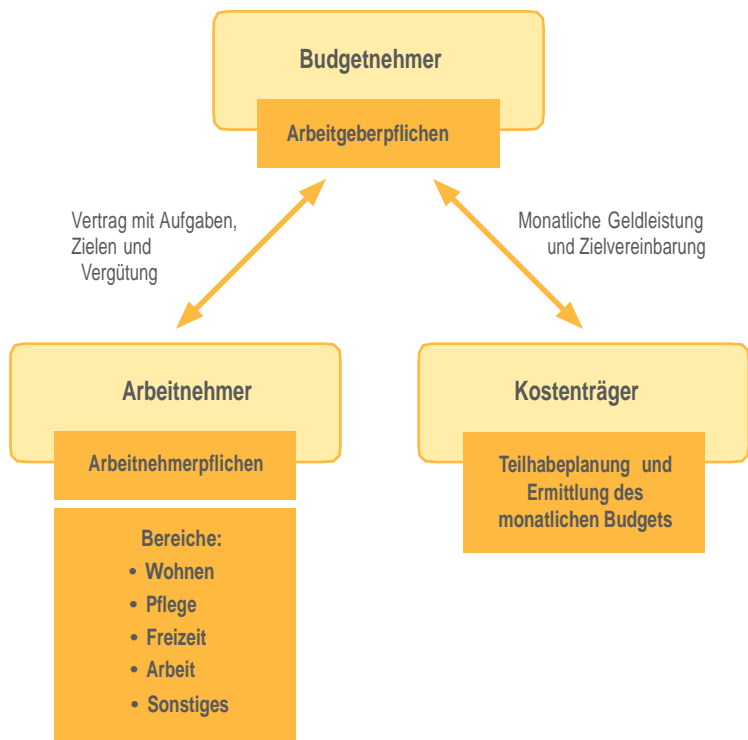 Budgetnehmer
Arbeitgeberpflichen
Vertrag mit Aufgaben,
Zielen und
Vergütung
Monatliche Geldleistung
und Zielvereinbarung
Arbeitnehmer
Arbeitnehmerpflichen
Bereiche:
• Wohnen
• Pflege
• Freizeit
• Arbeit
• Sonstiges
Kostenträger
Teilhabeplanung und
Ermittlung des
monatlichen Budgets